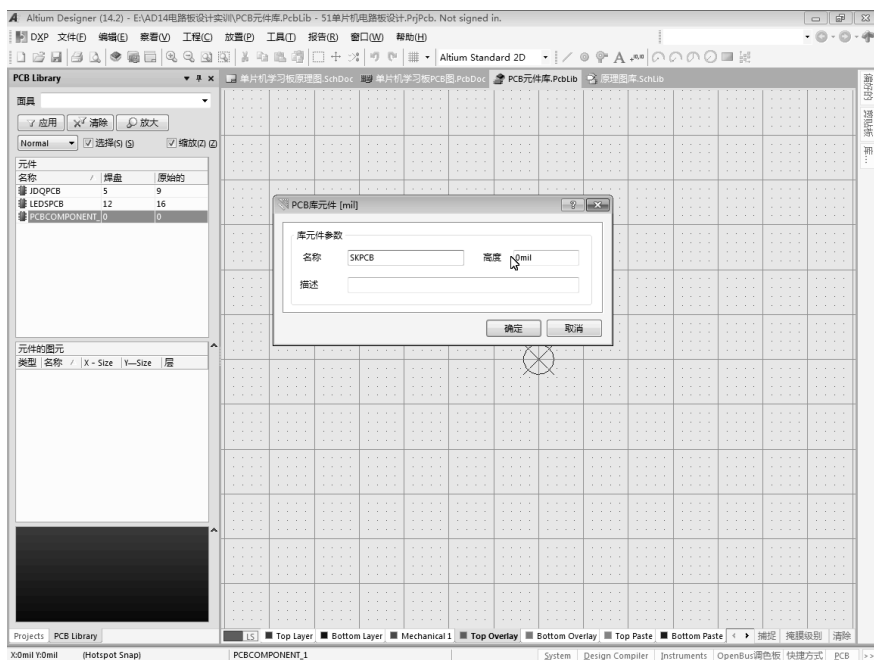 Altium Designer (14.2) - E:\AD14电路板设计实训\PCB元件库.PcbLib - 51单片机电路板设计.PrjPcb. Not signed in.
DXP 文件(F) 编辑(E) 察看(V) 工程(C) 放置(P) 工具(T) 报告(R) 窗口(W) 帮助(H)
Altium Standard 2D
PCB Library
单片机学习板原理图.SchDoc 单片机学习板PCB图.PcbDoc PCB元件库.PcbLib 原理图库.SchLib
面具
应用 清除 放大
Normal 选择(S) (S) 缩放(Z) (Z)
元件
名称 焊盘 原始的
JDQPCB 5 9
LEDSPCB 12 16
PCBCOMPONENT_ 0 0
PCB库元件 [mil]
库元件参数
名称 SKPCB 高度 0mil
描述
确定 取消
元件的图元
类型 名称 X - Size Y—Size 层
Projects PCB Library
LS Top Layer Bottom Layer Mechanical 1 Top Overlay Bottom Overlay Top Paste Bottom Paste 捕捉 掩膜级别 清除
X:0mil Y:0mil (Hotspot Snap) PCBCOMPONENT_1 System Design Compiler Instruments OpenBus调色板 快捷方式 PCB >>